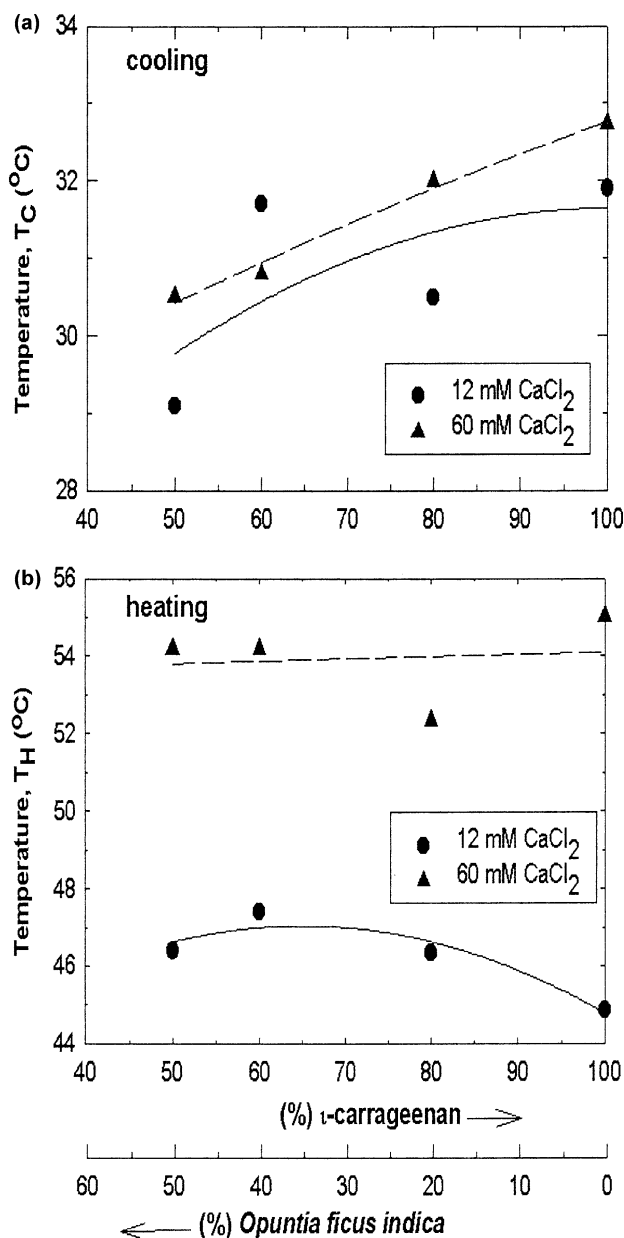 (a)
34
cooling
32
30
28
Temperature, T_C (°C)
12 mM CaCl2
60 mM CaCl2
40 50 60 70 80 90 100
(b)
56
heating
54
52
50
48
46
44
Temperature, T_H (°C)
12 mM CaCl2
60 mM CaCl2
40 50 60 70 80 90 100
(%) ι-carrageenan →
60 50 40 30 20 10 0
← (%) Opuntia ficus indica